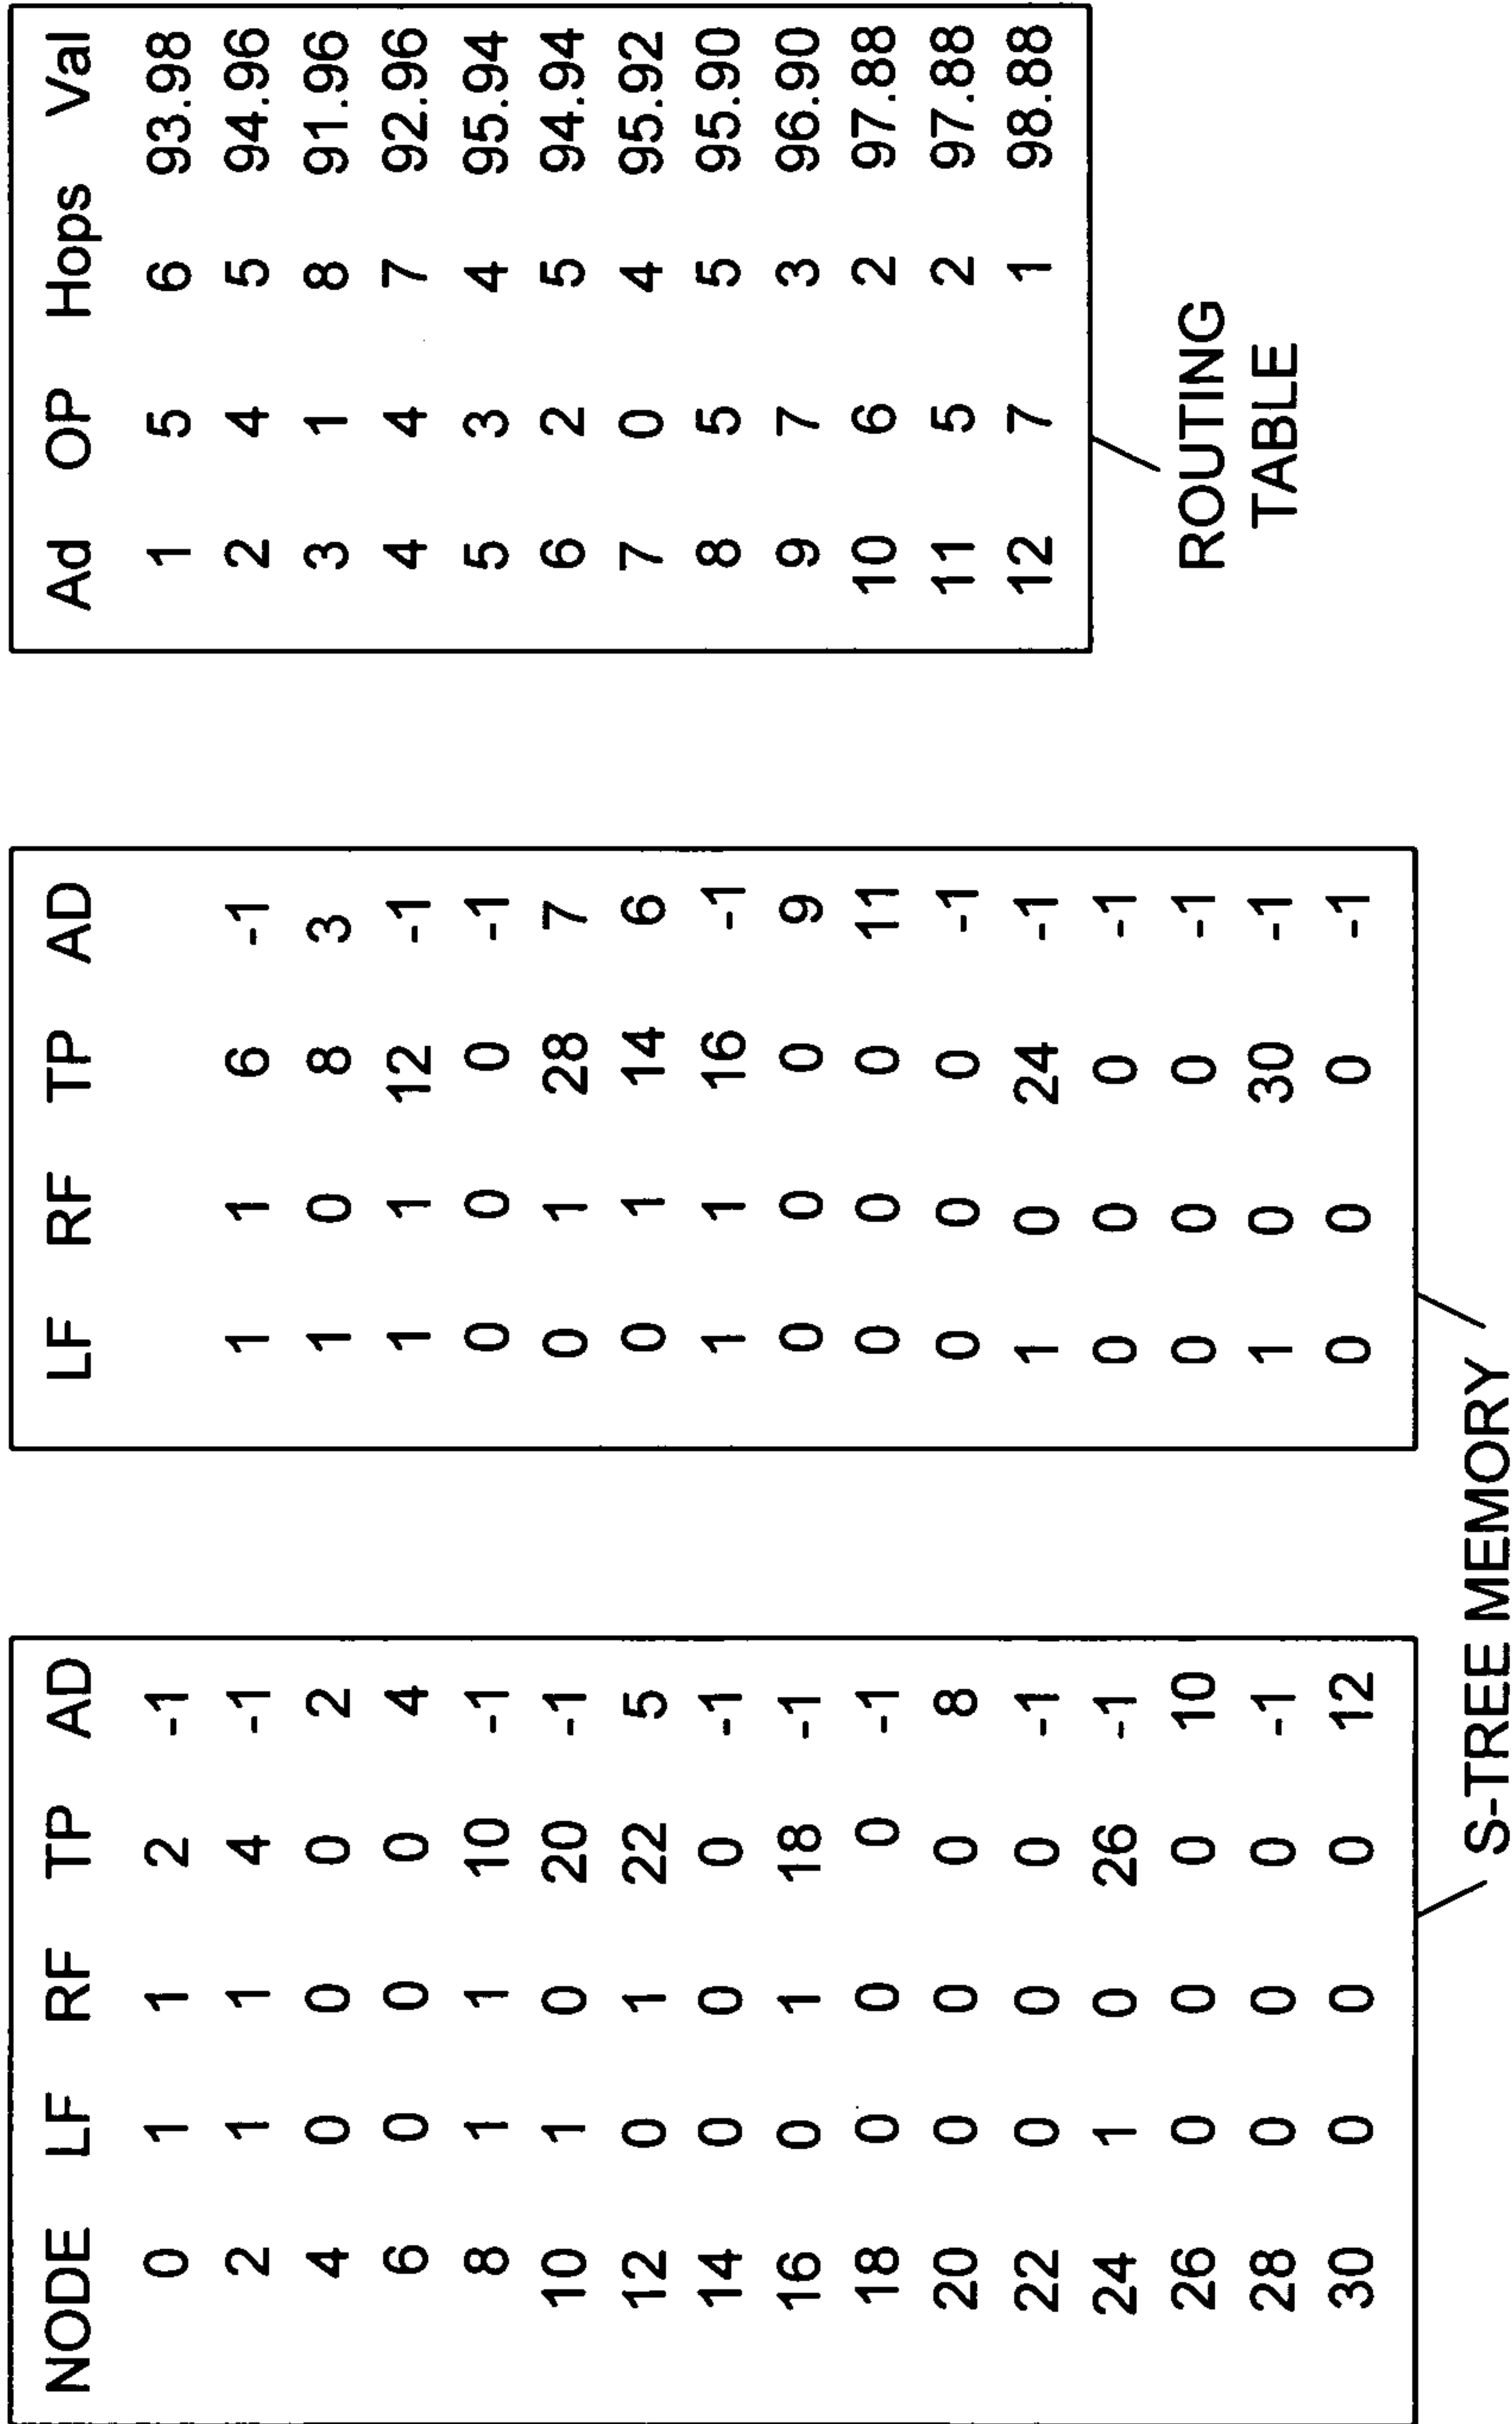 NODE LF RF TP AD
0 1 1 2 -1
2 1 1 4 -1
4 0 0 0 2
6 0 0 0 4
8 1 1 10 -1
10 1 0 20 -1
12 0 1 22 5
14 0 0 0 -1
16 0 1 18 -1
18 0 0 0 -1
20 0 0 0 8
22 0 0 0 -1
24 1 0 26 -1
26 0 0 0 10
28 0 0 0 -1
30 0 0 0 12
LF RF TP AD
1 1 6 -1
1 0 8 3
1 1 12 -1
0 0 0 -1
0 1 28 7
0 1 14 6
1 1 16 -1
0 0 0 9
0 0 0 11
0 0 0 -1
1 0 24 -1
0 0 0 -1
0 0 0 -1
1 0 30 -1
0 0 0 -1
S-TREE MEMORY
Ad OP Hops Val
1 5 6 93.98
2 4 5 94.96
3 1 8 91.96
4 4 7 92.96
5 3 4 95.94
6 2 5 94.94
7 0 4 95.92
8 5 5 95.90
9 7 3 96.90
10 6 2 97.88
11 5 2 97.88
12 7 1 98.88
ROUTING
TABLE